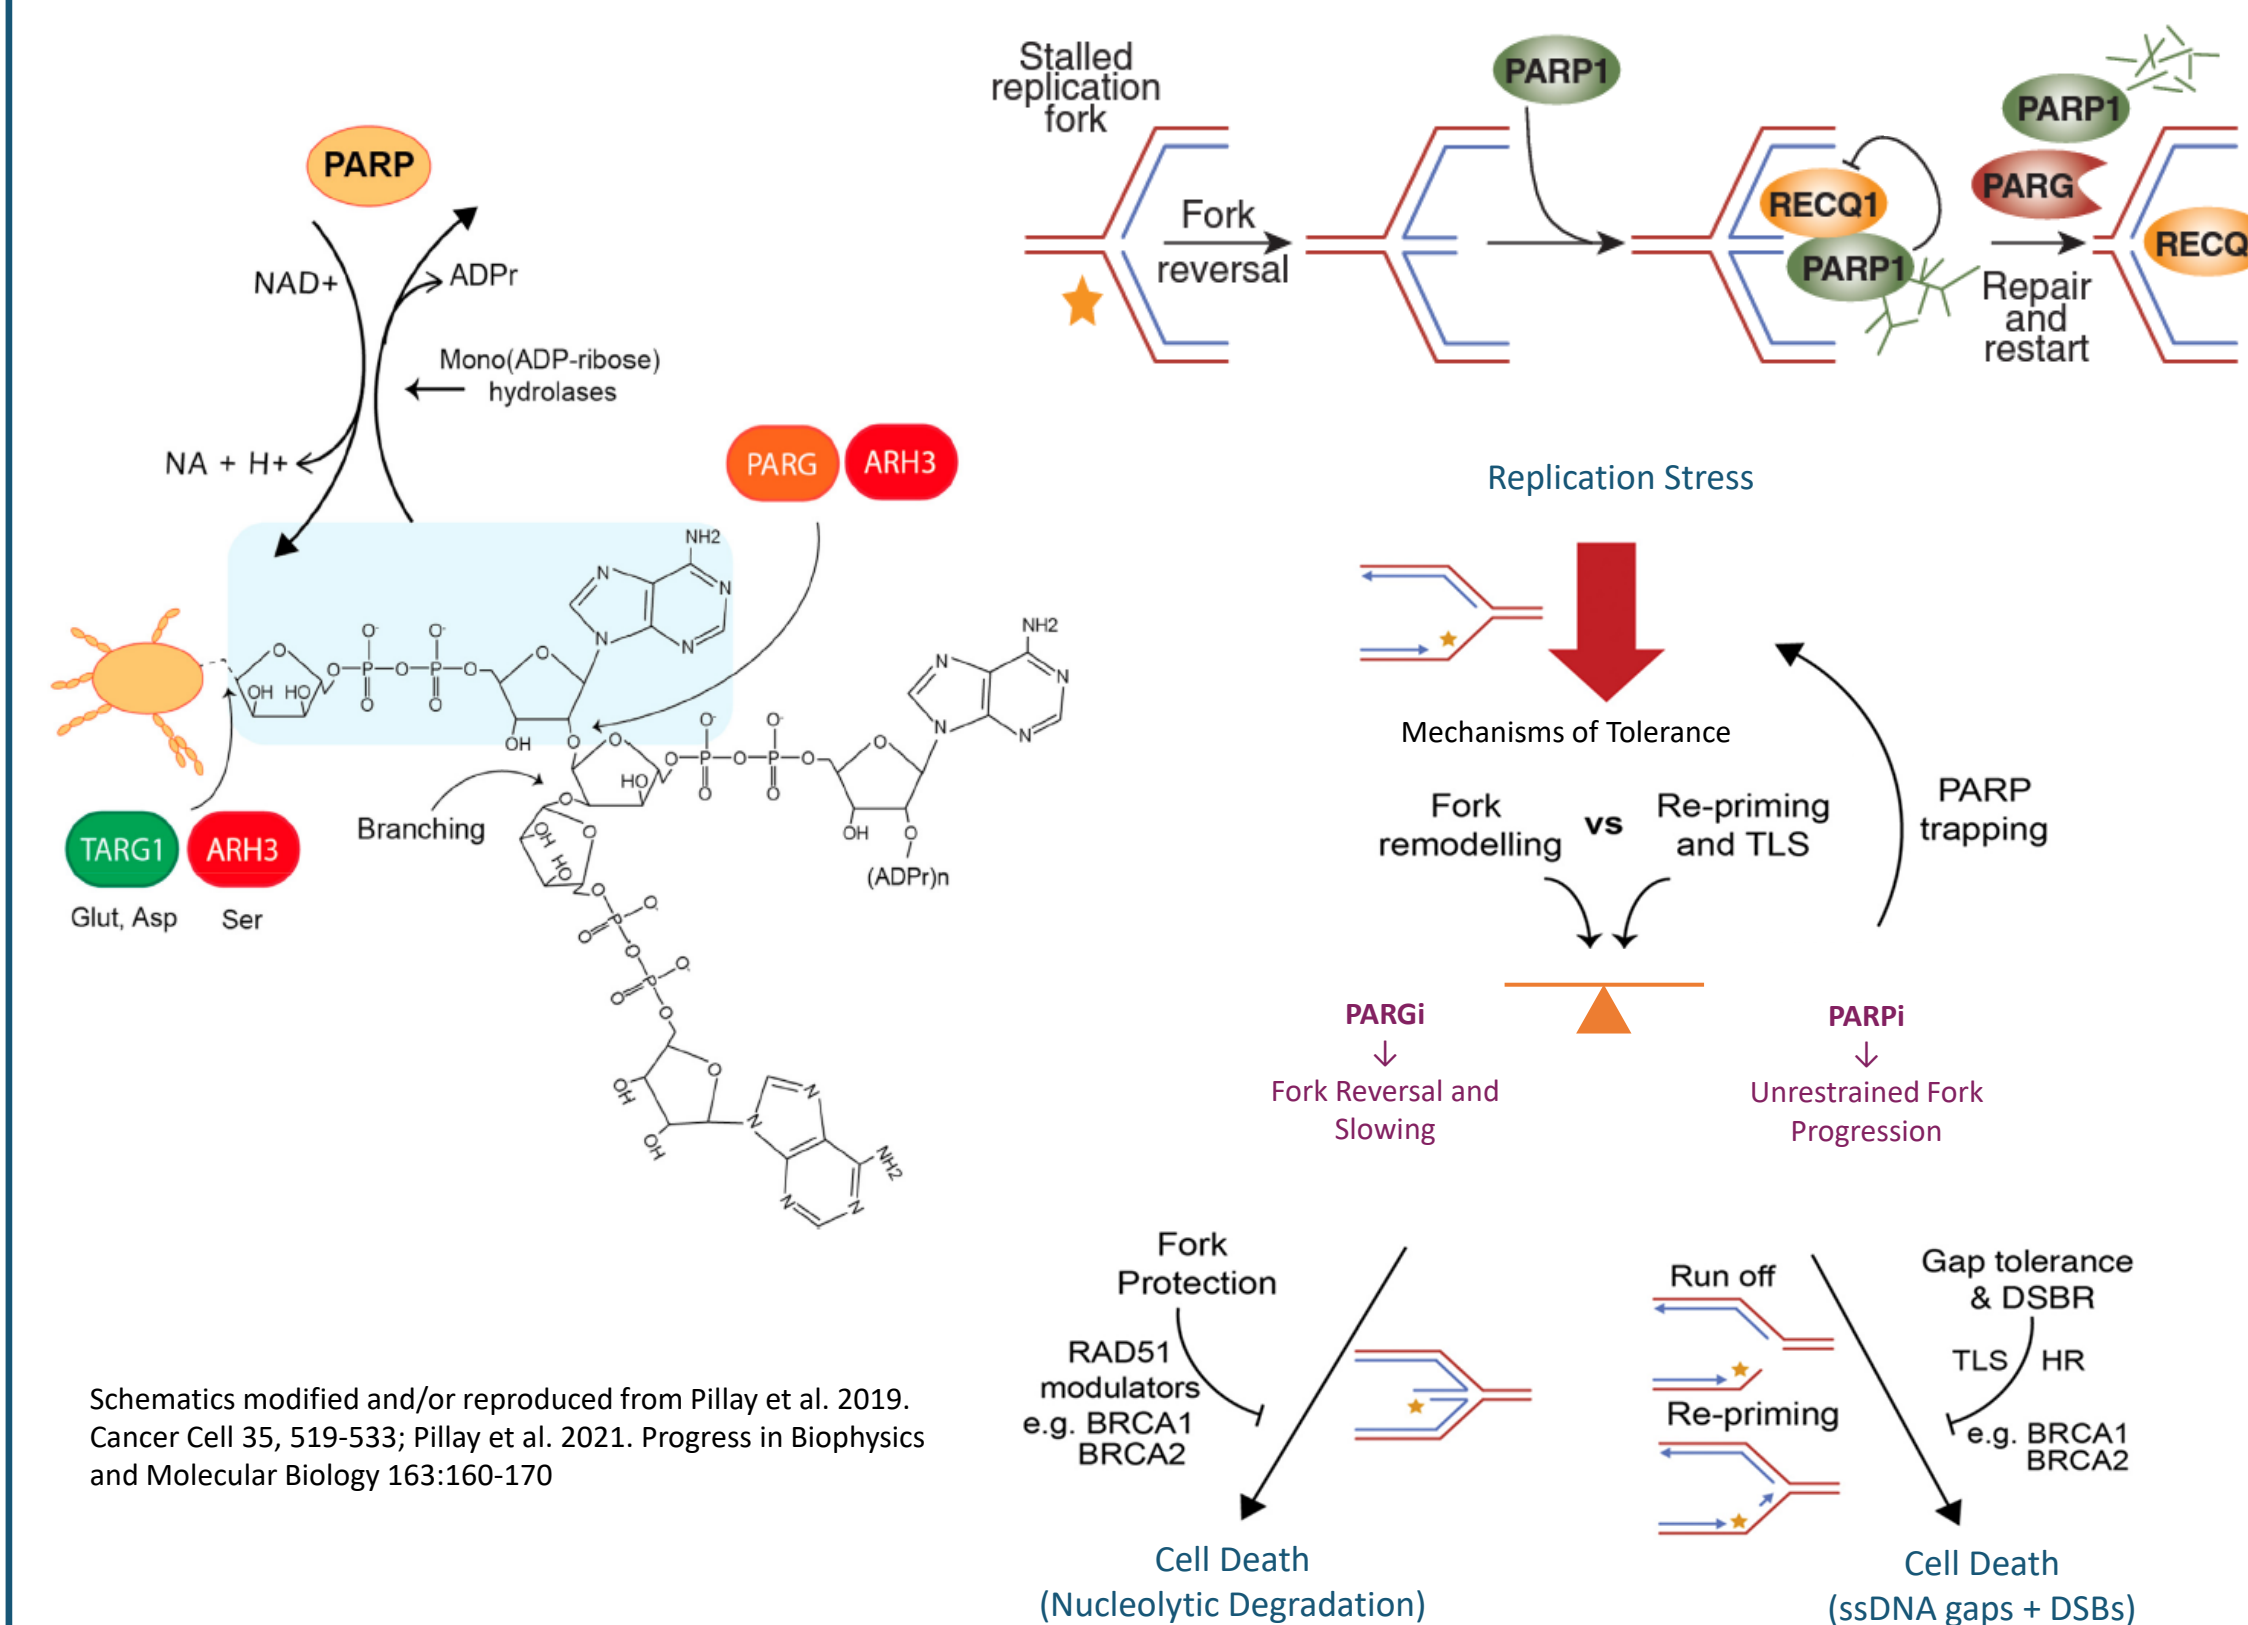 PARP
NAD+
ADPr
Mono(ADP-ribose)
hydrolases
NA + H+
PARG
ARH3
NH2
N
N
N
N
O
O-
O-
O
P
O
P
O
O
OH HO
O
O
OH
O
NH2
N
N
N
N
O
HO
O
O-
O-
P
O
P
O
O
O
O
OH
O
(ADPr)n
Branching
TARG1
ARH3
Glut, Asp
Ser
O
OH
HO
O
O
P
O-
O
O
P
O-
O
O
O
OH
OH
N
N
N
N
NH2
Schematics modified and/or reproduced from Pillay et al. 2019.
Cancer Cell 35, 519-533; Pillay et al. 2021. Progress in Biophysics
and Molecular Biology 163:160-170
Stalled
replication
fork
Fork
reversal
PARP1
RECQ1
PARP1
PARP1
PARG
Repair
and
restart
RECQ
Replication Stress
Mechanisms of Tolerance
Fork
remodelling
vs
Re-priming
and TLS
PARP
trapping
PARGi
↓
Fork Reversal and
Slowing
PARPi
↓
Unrestrained Fork
Progression
Fork
Protection
RAD51
modulators
e.g. BRCA1
BRCA2
Cell Death
(Nucleolytic Degradation)
Run off
Re-priming
Gap tolerance
& DSBR
TLS
HR
e.g. BRCA1
BRCA2
Cell Death
(ssDNA gaps + DSBs)